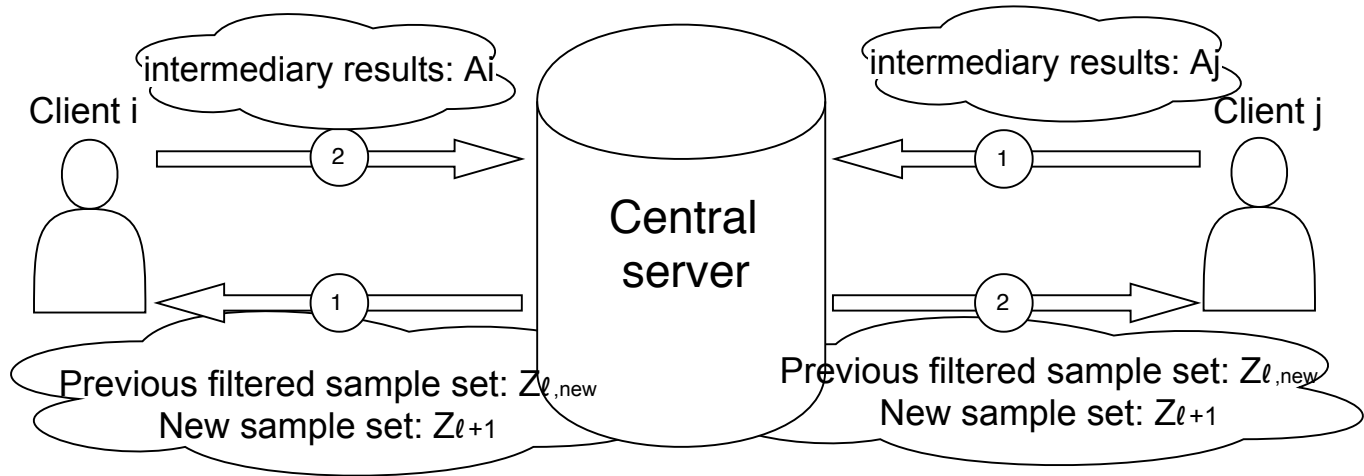 intermediary results: Ai
intermediary results: Aj
Client i
Client j
2
1
Central
server
1
2
Previous filtered sample set: Zℓ,new
New sample set: Zℓ+1
Previous filtered sample set: Zℓ,new
New sample set: Zℓ+1